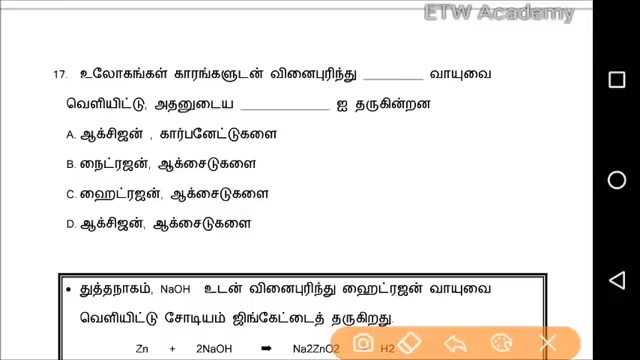 ETW Academy
17. உலோகங்கள் காரங்களுடன் வினைபுரிந்து ________ வாயுவை
வெளியிட்டு, அதனுடைய ____________ ஐ தருகின்றன
A. ஆக்சிஜன் , கார்பனேட்டுகளை
B. நைட்ரஜன், ஆக்சைடுகளை
C. ஹைட்ரஜன், ஆக்சைடுகளை
D. ஆக்சிஜன், ஆக்சைடுகளை
• துத்தநாகம், NaOH உடன் வினைபுரிந்து ஹைட்ரஜன் வாயுவை
வெளியிட்டு சோடியம் ஜிங்கேட்டைத் தருகிறது.
Zn + 2NaOH ➡ Na2ZnO2 H2